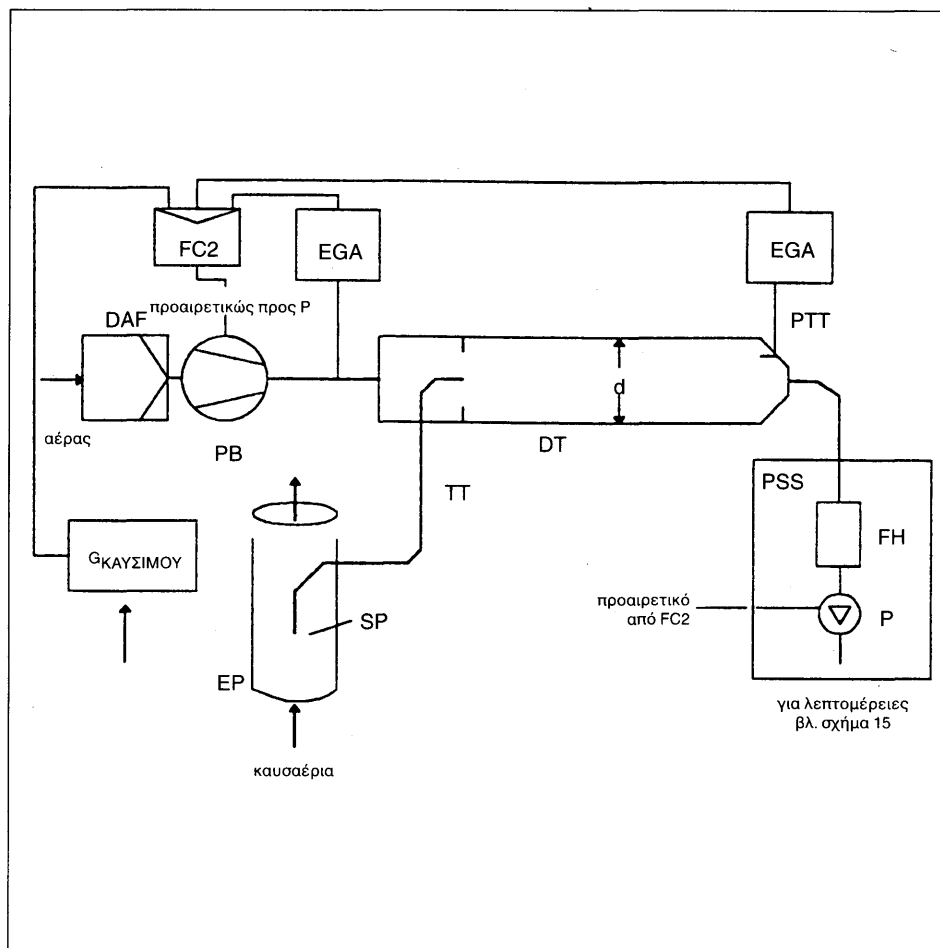 FC2
EGA
EGA
προαιρετικώς προς P
DAF
PTT
d
αέρας
PB
DT
TT
PSS
FH
GΚΑΥΣΙΜΟΥ
SP
προαιρετικό
από FC2
P
EP
για λεπτομέρειες
βλ. σχήμα 15
καυσαέρια